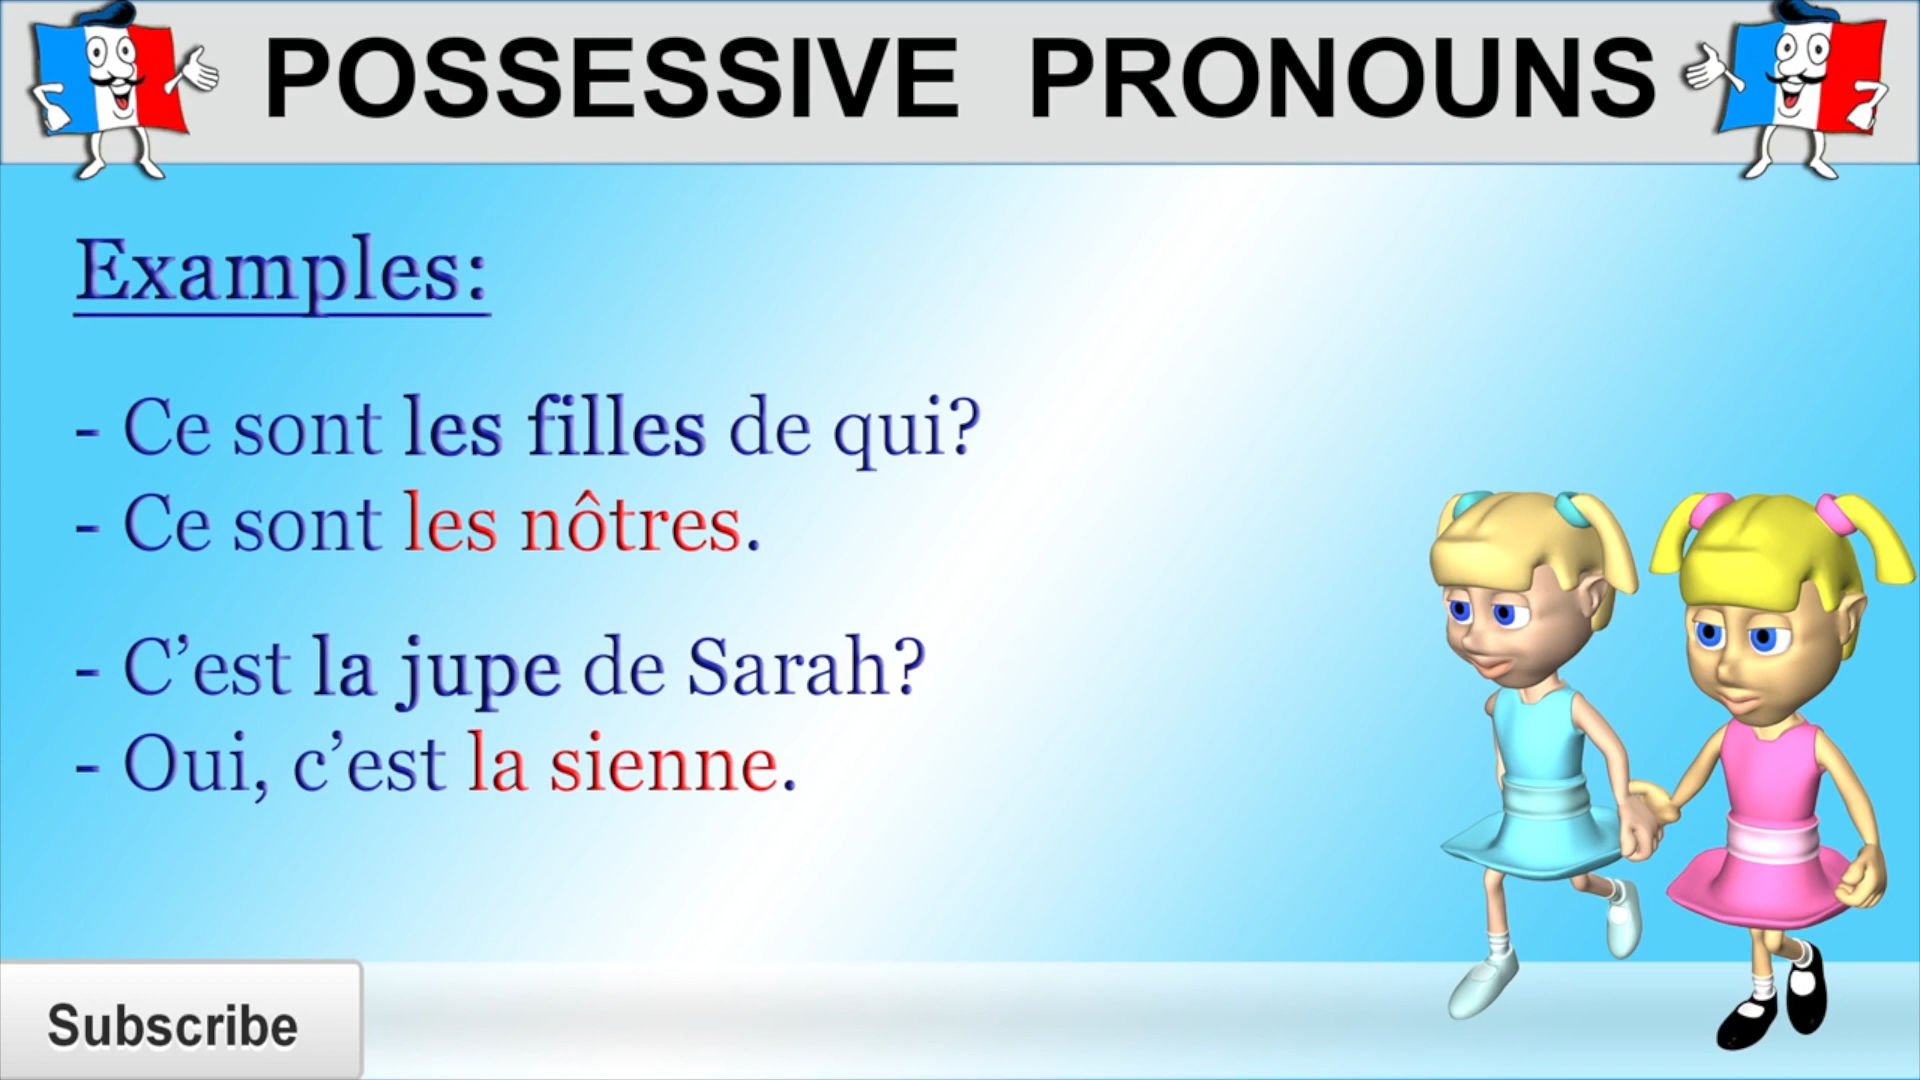 POSSESSIVE PRONOUNS
Examples:
- Ce sont les filles de qui?
- Ce sont les nôtres.
- C’est la jupe de Sarah?
- Oui, c’est la sienne.
Subscribe